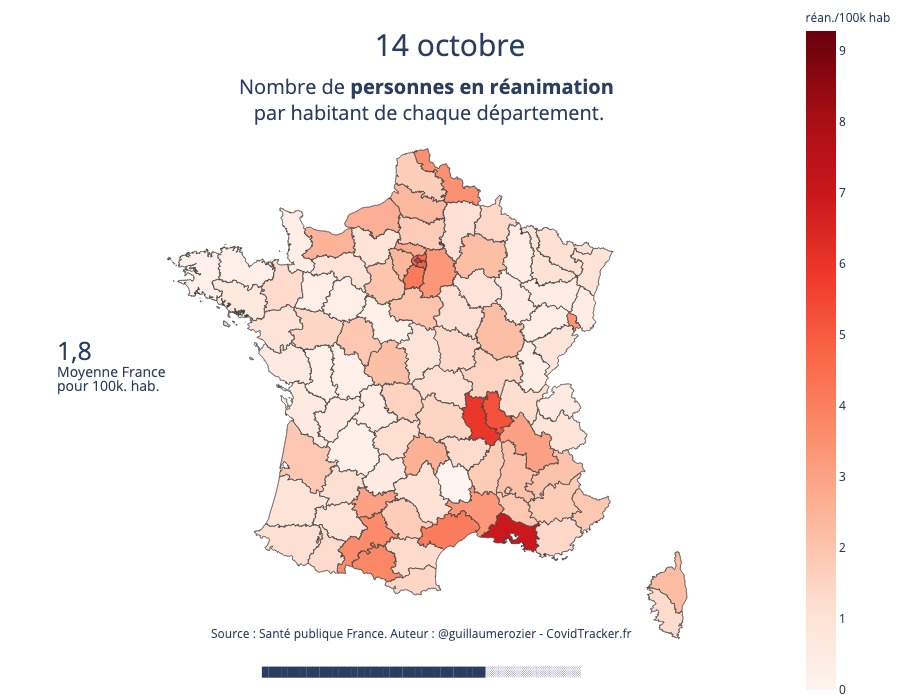 réan./100k hab
14 octobre
Nombre de personnes en réanimation
par habitant de chaque département.
9
8
7
6
5
4
3
2
1
0
1,8
Moyenne France
pour 100k. hab.
Source : Santé publique France. Auteur : @guillaumerozier - CovidTracker.fr